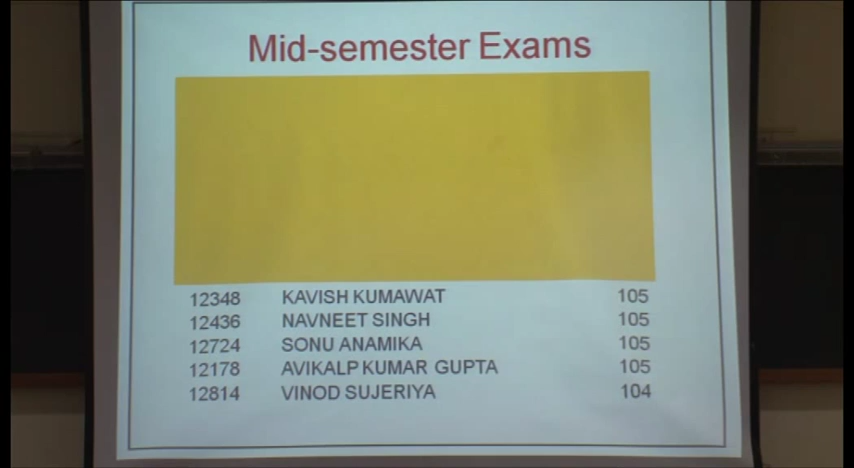 Mid-semester Exams
12348 KAVISH KUMAWAT 105
12436 NAVNEET SINGH 105
12724 SONU ANAMIKA 105
12178 AVIKALP KUMAR GUPTA 105
12814 VINOD SUJERIYA 104